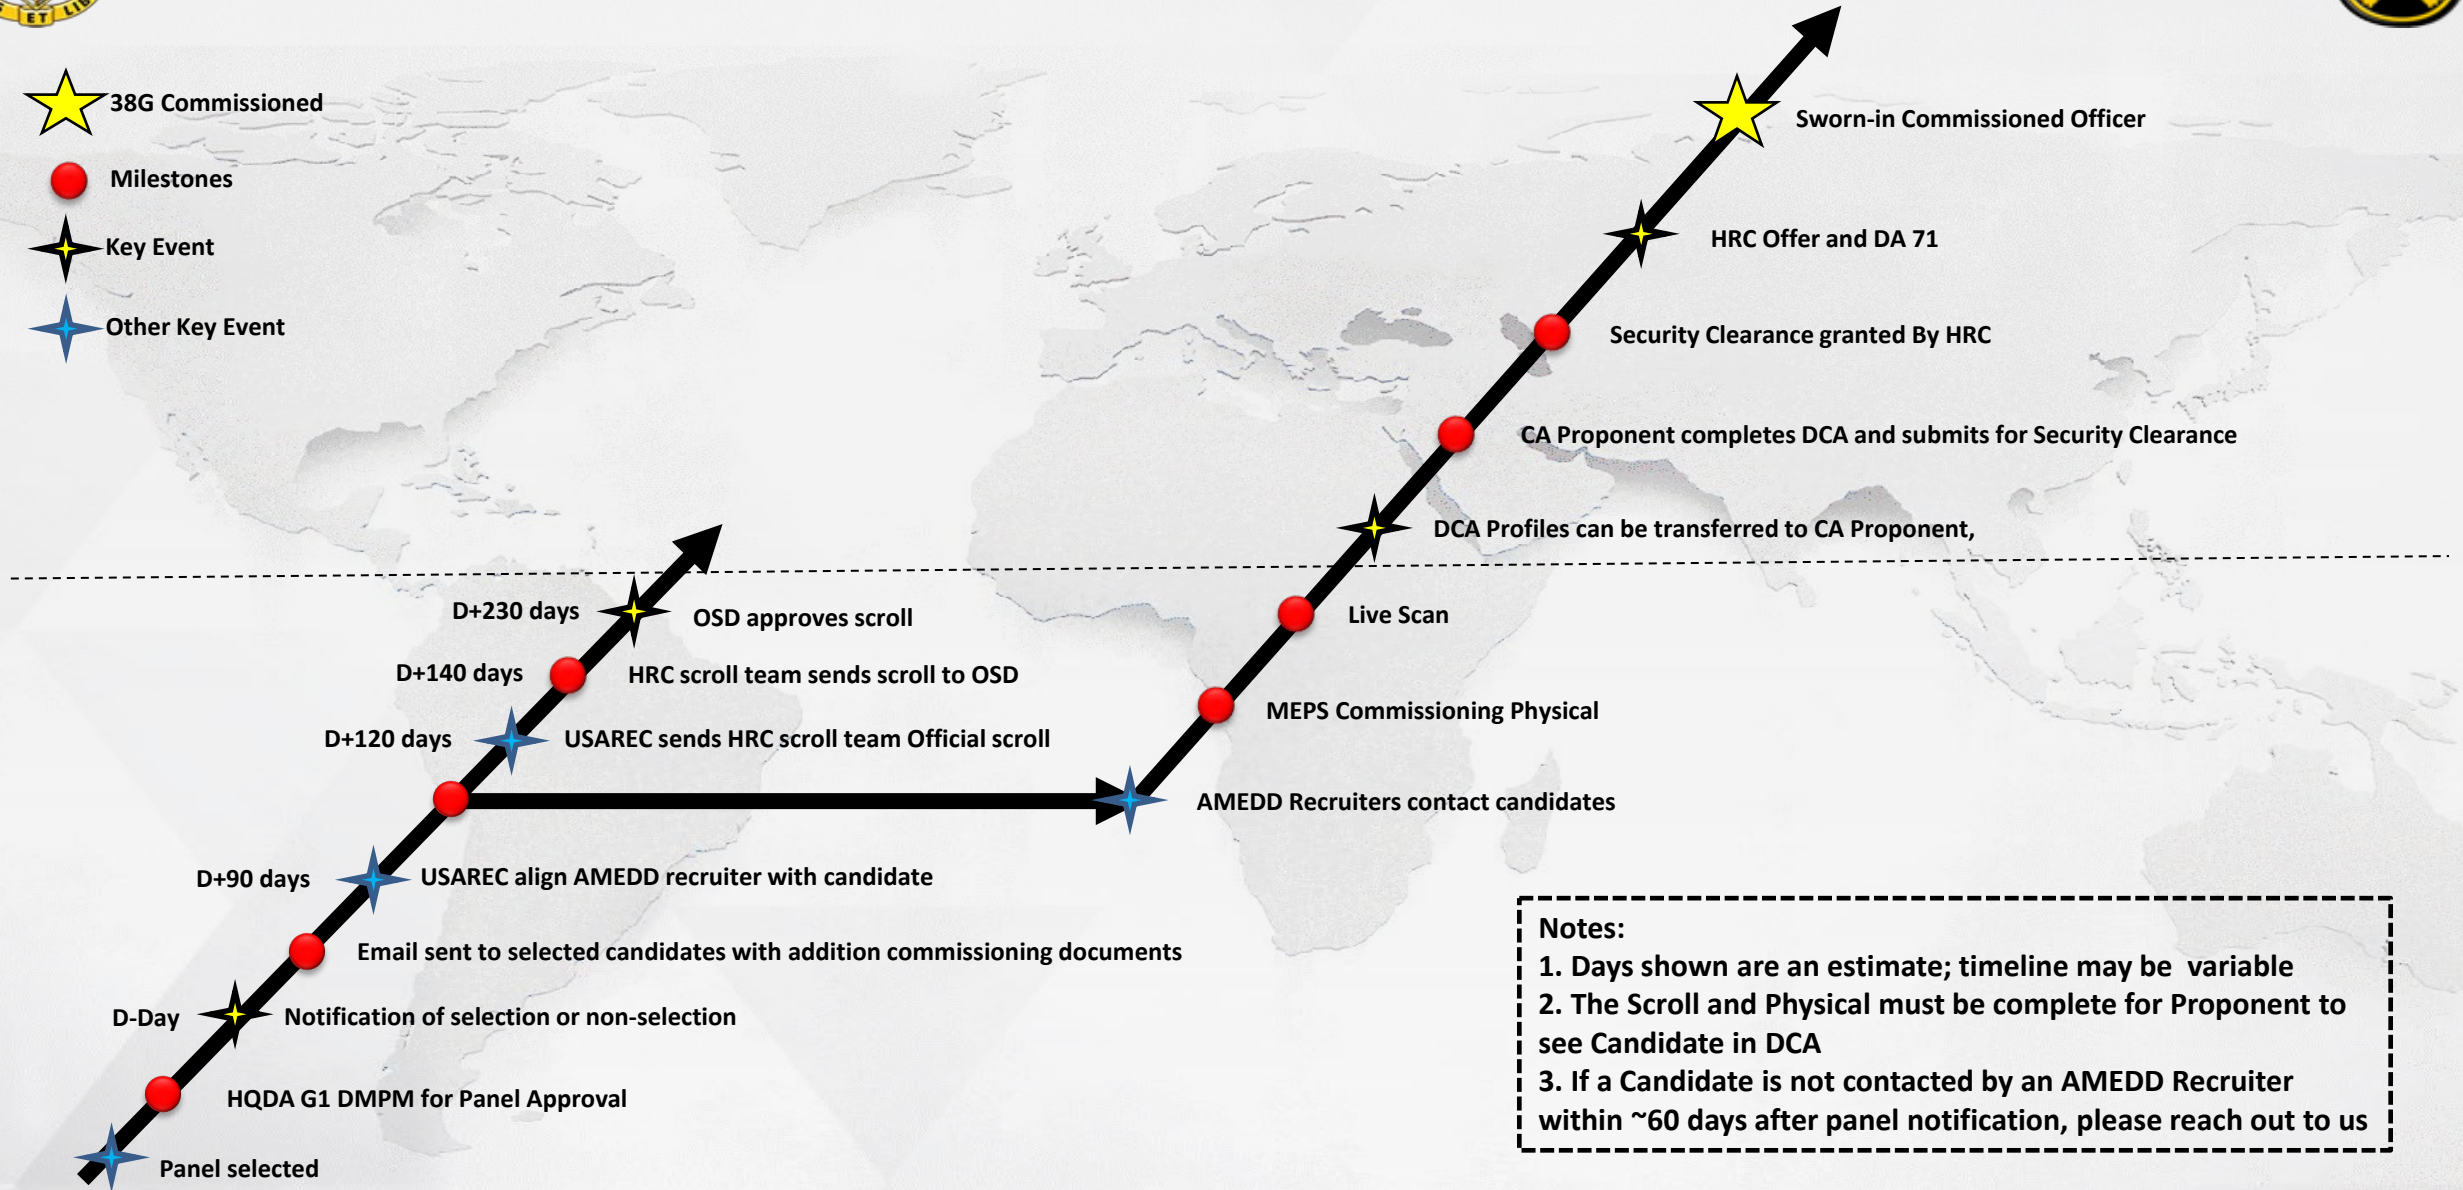 ET LIB
38G Commissioned
Milestones
Key Event
Other Key Event
Sworn-in Commissioned Officer
HRC Offer and DA 71
Security Clearance granted By HRC
CA Proponent completes DCA and submits for Security Clearance
DCA Profiles can be transferred to CA Proponent,
Live Scan
MEPS Commissioning Physical
AMEDD Recruiters contact candidates
D+230 days
OSD approves scroll
D+140 days
HRC scroll team sends scroll to OSD
D+120 days
USAREC sends HRC scroll team Official scroll
D+90 days
USAREC align AMEDD recruiter with candidate
Email sent to selected candidates with addition commissioning documents
D-Day
Notification of selection or non-selection
HQDA G1 DMPM for Panel Approval
Panel selected
Notes:
1. Days shown are an estimate; timeline may be  variable
2. The Scroll and Physical must be complete for Proponent to
see Candidate in DCA
3. If a Candidate is not contacted by an AMEDD Recruiter
within ~60 days after panel notification, please reach out to us